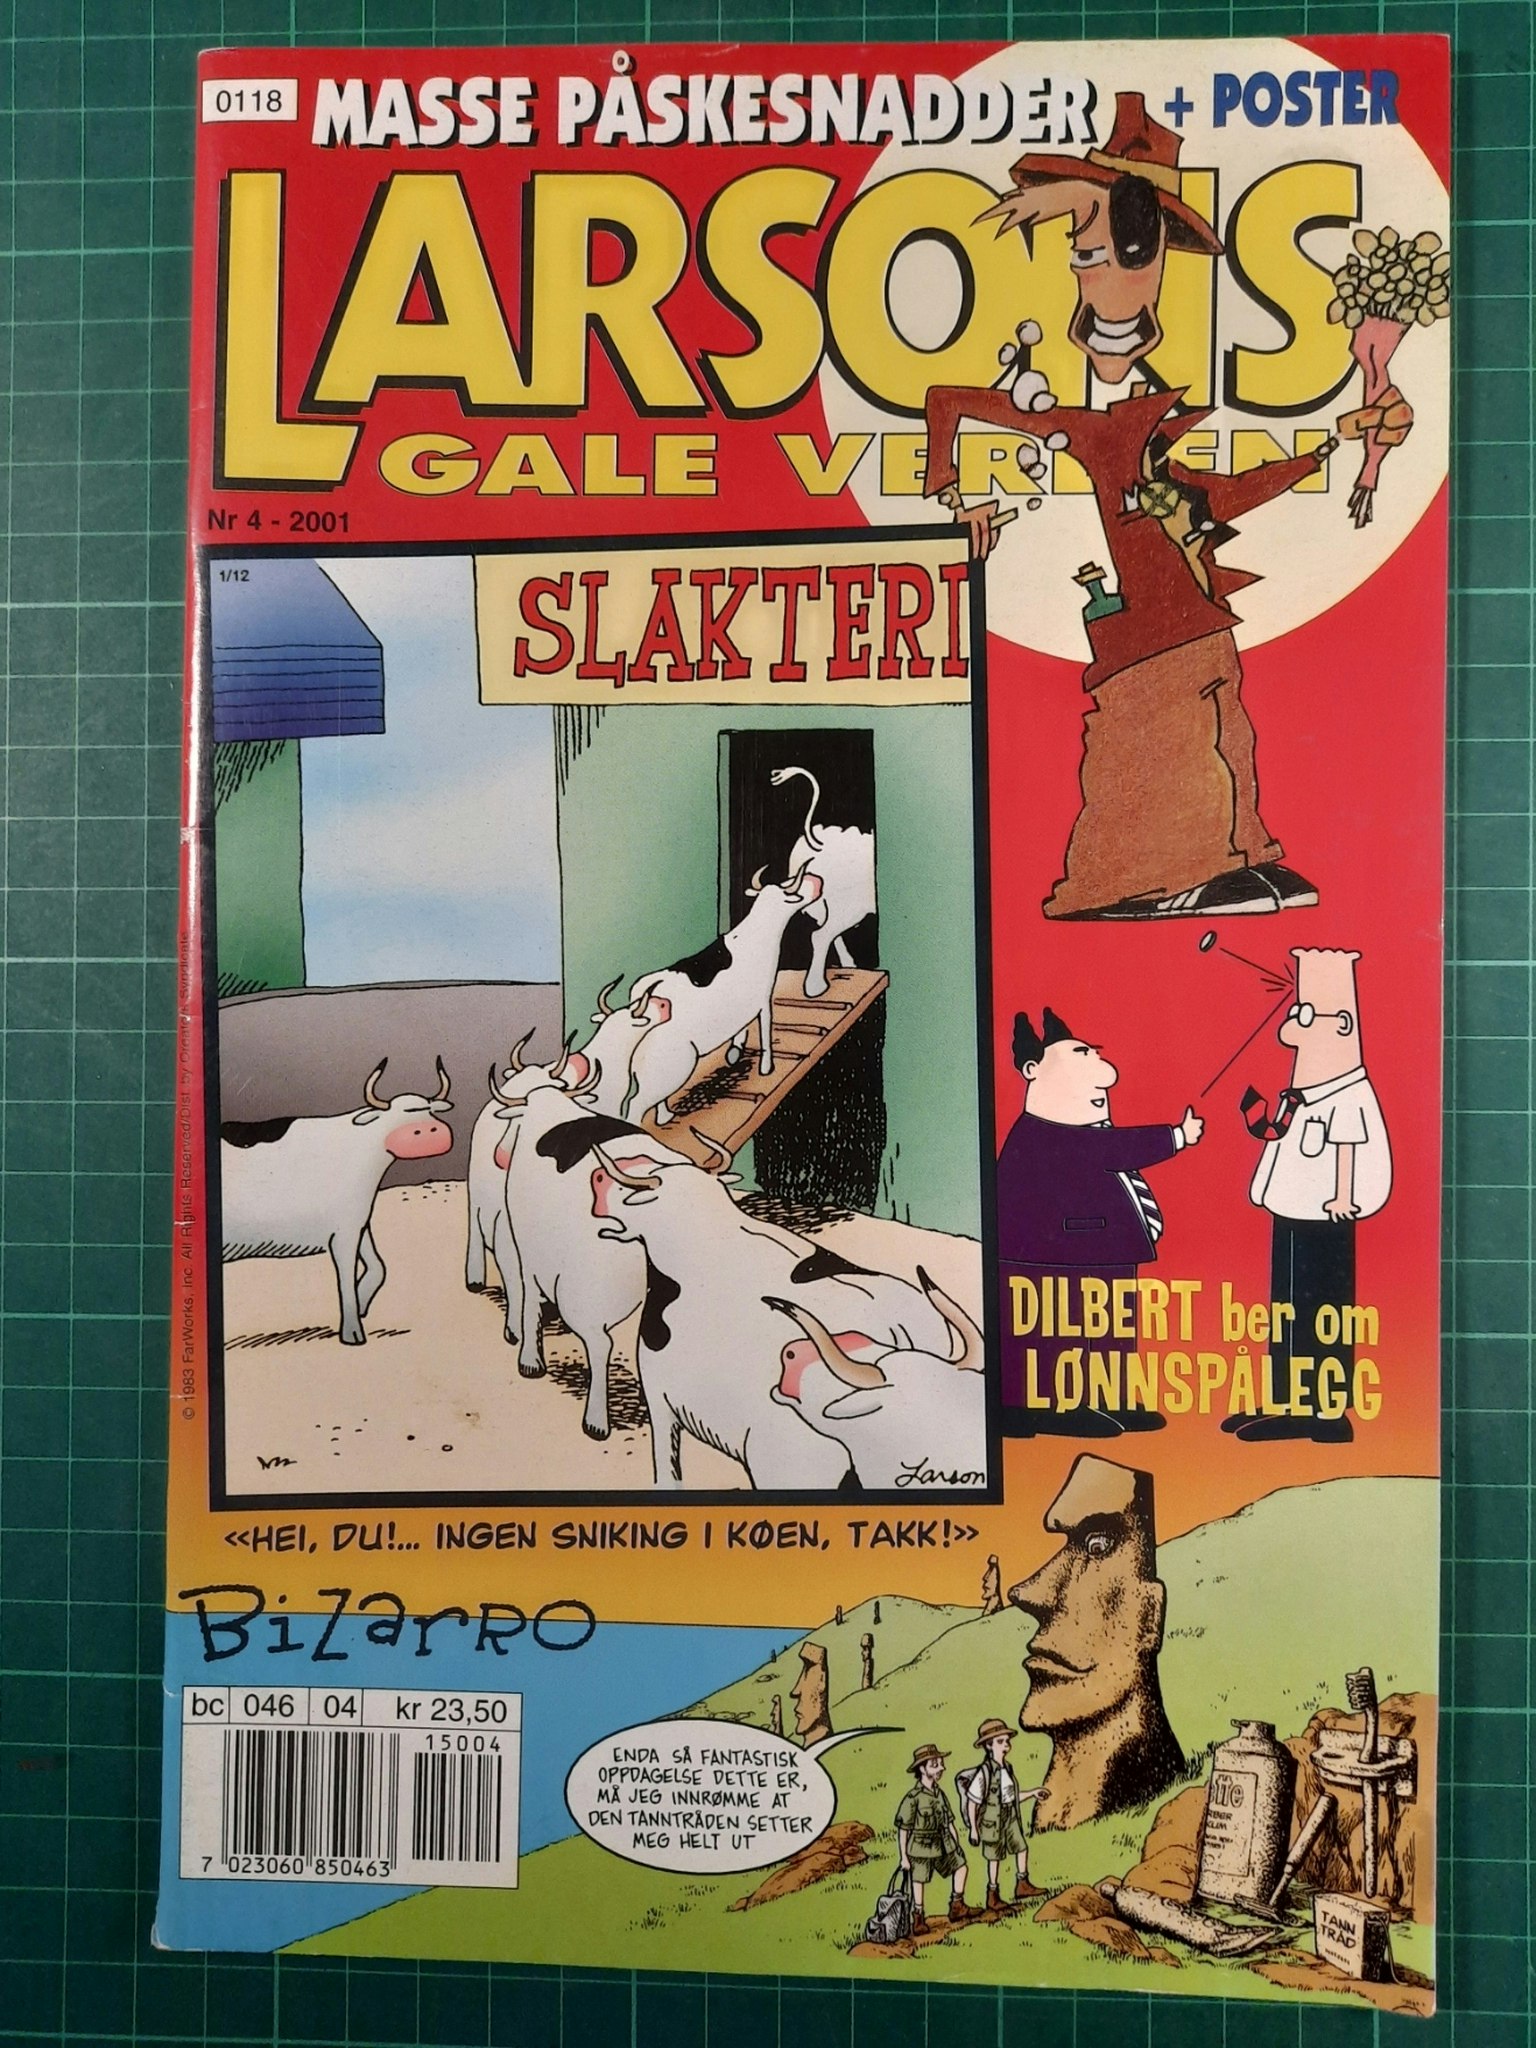 0118
MASSE PÅSKESNADDER
+ POSTER
LARSONS
GALE VERDEN
Nr 4 - 2001
1/12
SLAKTERI
Larson
© 1983 FarWorks, Inc. All Rights Reserved/Dist. by Creators Syndicate
«HEI, DU!... INGEN SNIKING I KØEN, TAKK!»
DILBERT ber om
LØNNSPÅLEGG
BiZarRO
bc 046 04 kr 23,50
15004
7 023060 850463
ENDA SÅ FANTASTISK
OPPDAGELSE DETTE ER,
MÅ JEG INNRØMME AT
DEN TANNTRÅDEN SETTER
MEG HELT UT
TANN
TRÅD